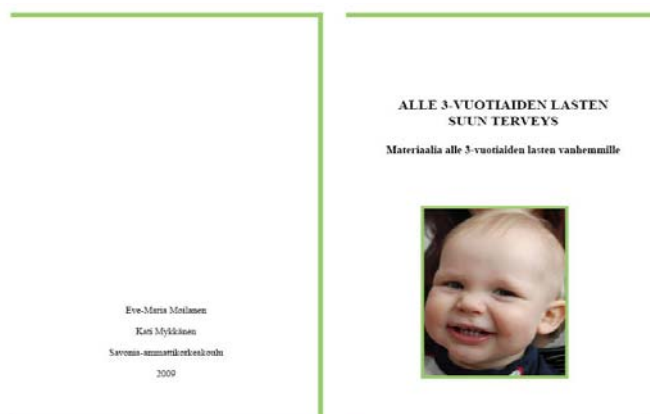 Eve-Maria Moilanen
Kati Mykkänen
Savonia-ammattikorkeakoulu
2009
ALLE 3-VUOTIAIDEN LASTEN
SUUN TERVEYS
Materiaalia alle 3-vuotiaiden lasten vanhemmille